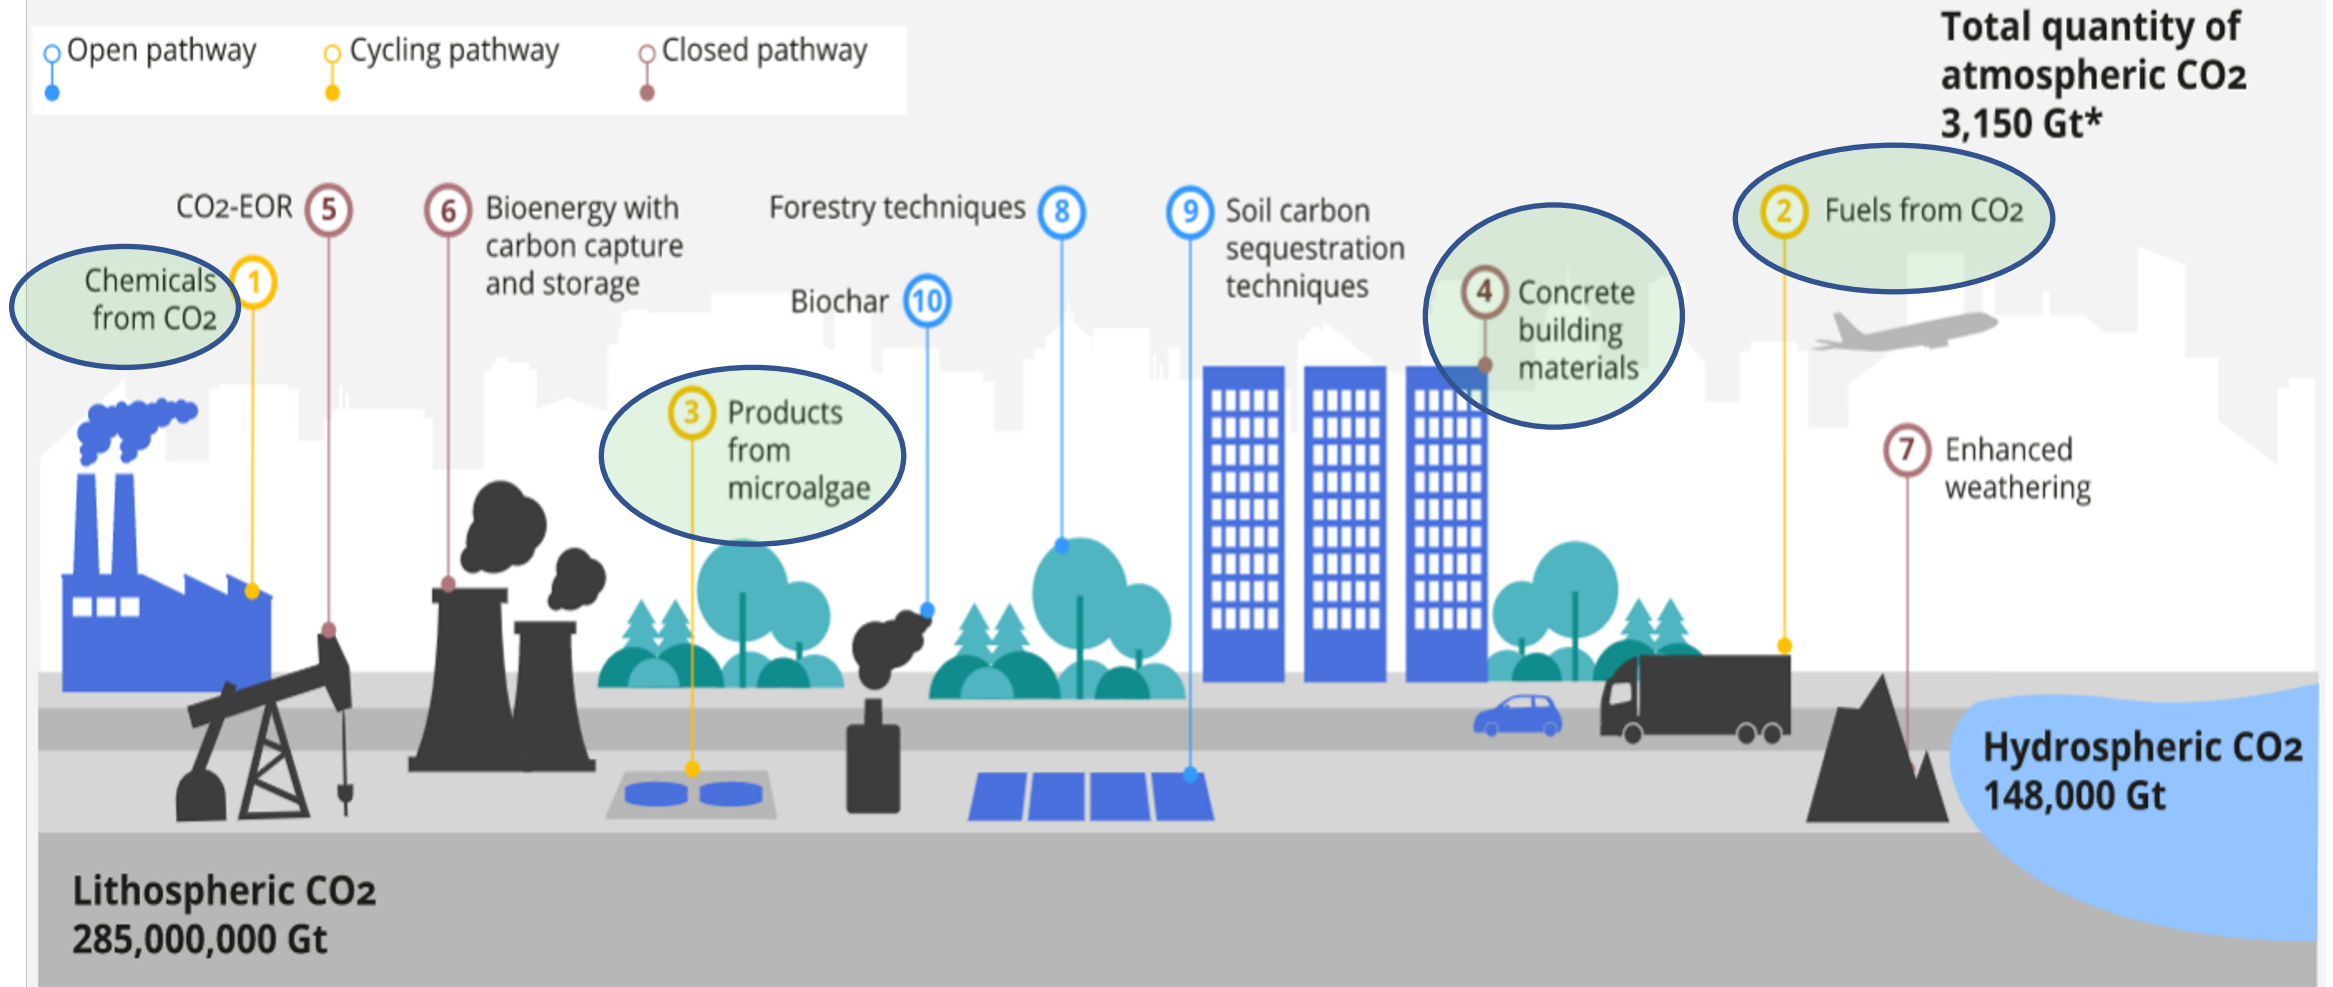 Open pathway
Cycling pathway
Closed pathway
Total quantity of
atmospheric CO2
3,150 Gt*
CO2-EOR
5
6
Bioenergy with
carbon capture
and storage
Forestry techniques
8
9
Soil carbon
sequestration
techniques
2
Fuels from CO2
Chemicals
from CO2
1
Biochar
10
4
Concrete
building
materials
3
Products
from
microalgae
7
Enhanced
weathering
Hydrospheric CO2
148,000 Gt
Lithospheric CO2
285,000,000 Gt